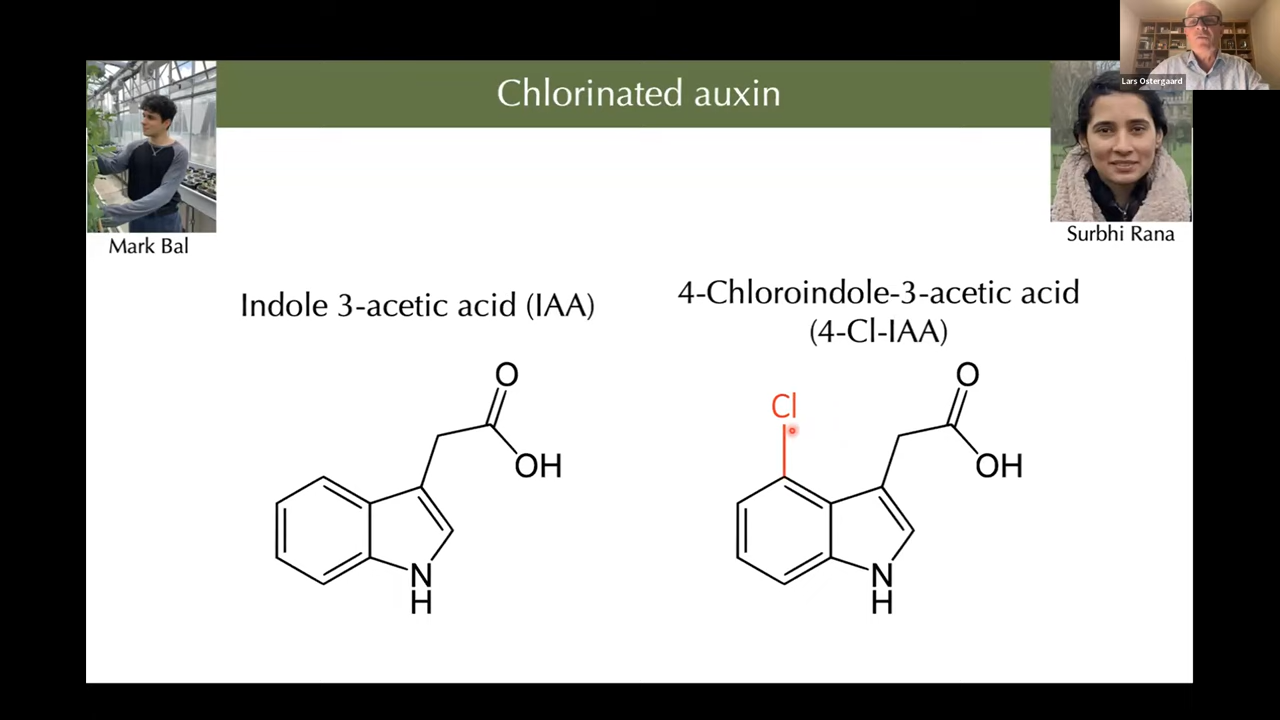 Lars Ostergaard
Chlorinated auxin
Mark Bal
Surbhi Rana
Indole 3-acetic acid (IAA)
4-Chloroindole-3-acetic acid
(4-Cl-IAA)
O
OH
N
H
Cl
O
OH
N
H